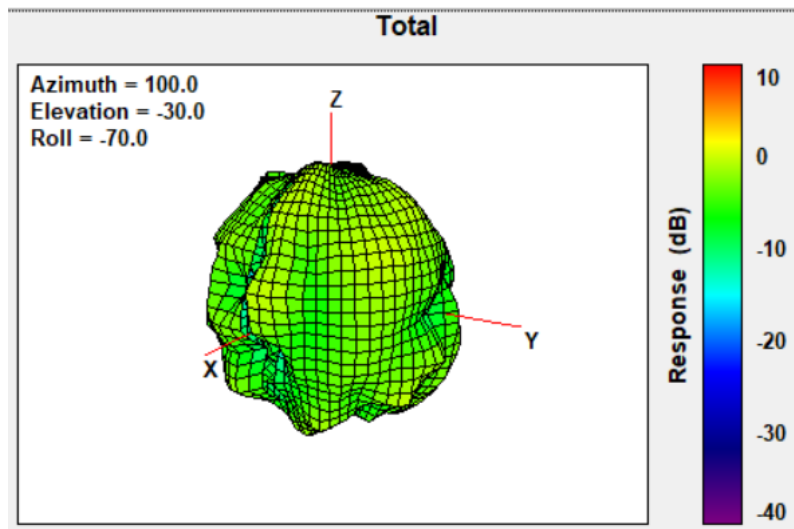 Total
Azimuth = 100.0
Elevation = -30.0
Roll = -70.0
Z
Y
X
Response (dB)
10
0
-10
-20
-30
-40